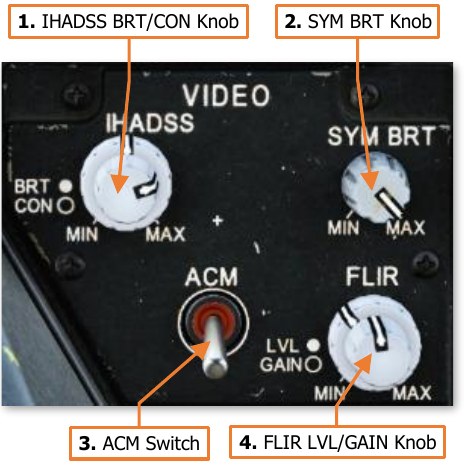 1. IHADSS BRT/CON Knob
2. SYM BRT Knob
VIDEO
IHADSS
SYM BRT
BRT
CON
MIN MAX
MIN MAX
ACM
FLIR
LVL
GAIN
MIN MAX
3. ACM Switch
4. FLIR LVL/GAIN Knob